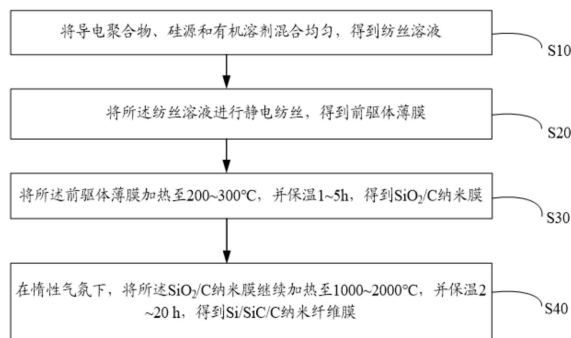 将导电聚合物、硅源和有机溶剂混合均匀，得到纺丝溶液
S10
将所述纺丝溶液进行静电纺丝，得到前驱体薄膜
S20
将所述前驱体薄膜加热至200~300℃，并保温1~5h，得到SiO₂/C纳米膜
S30
在惰性气氛下，将所述SiO₂/C纳米膜继续加热至1000~2000℃，并保温2
~20 h，得到Si/SiC/C纳米纤维膜
S40